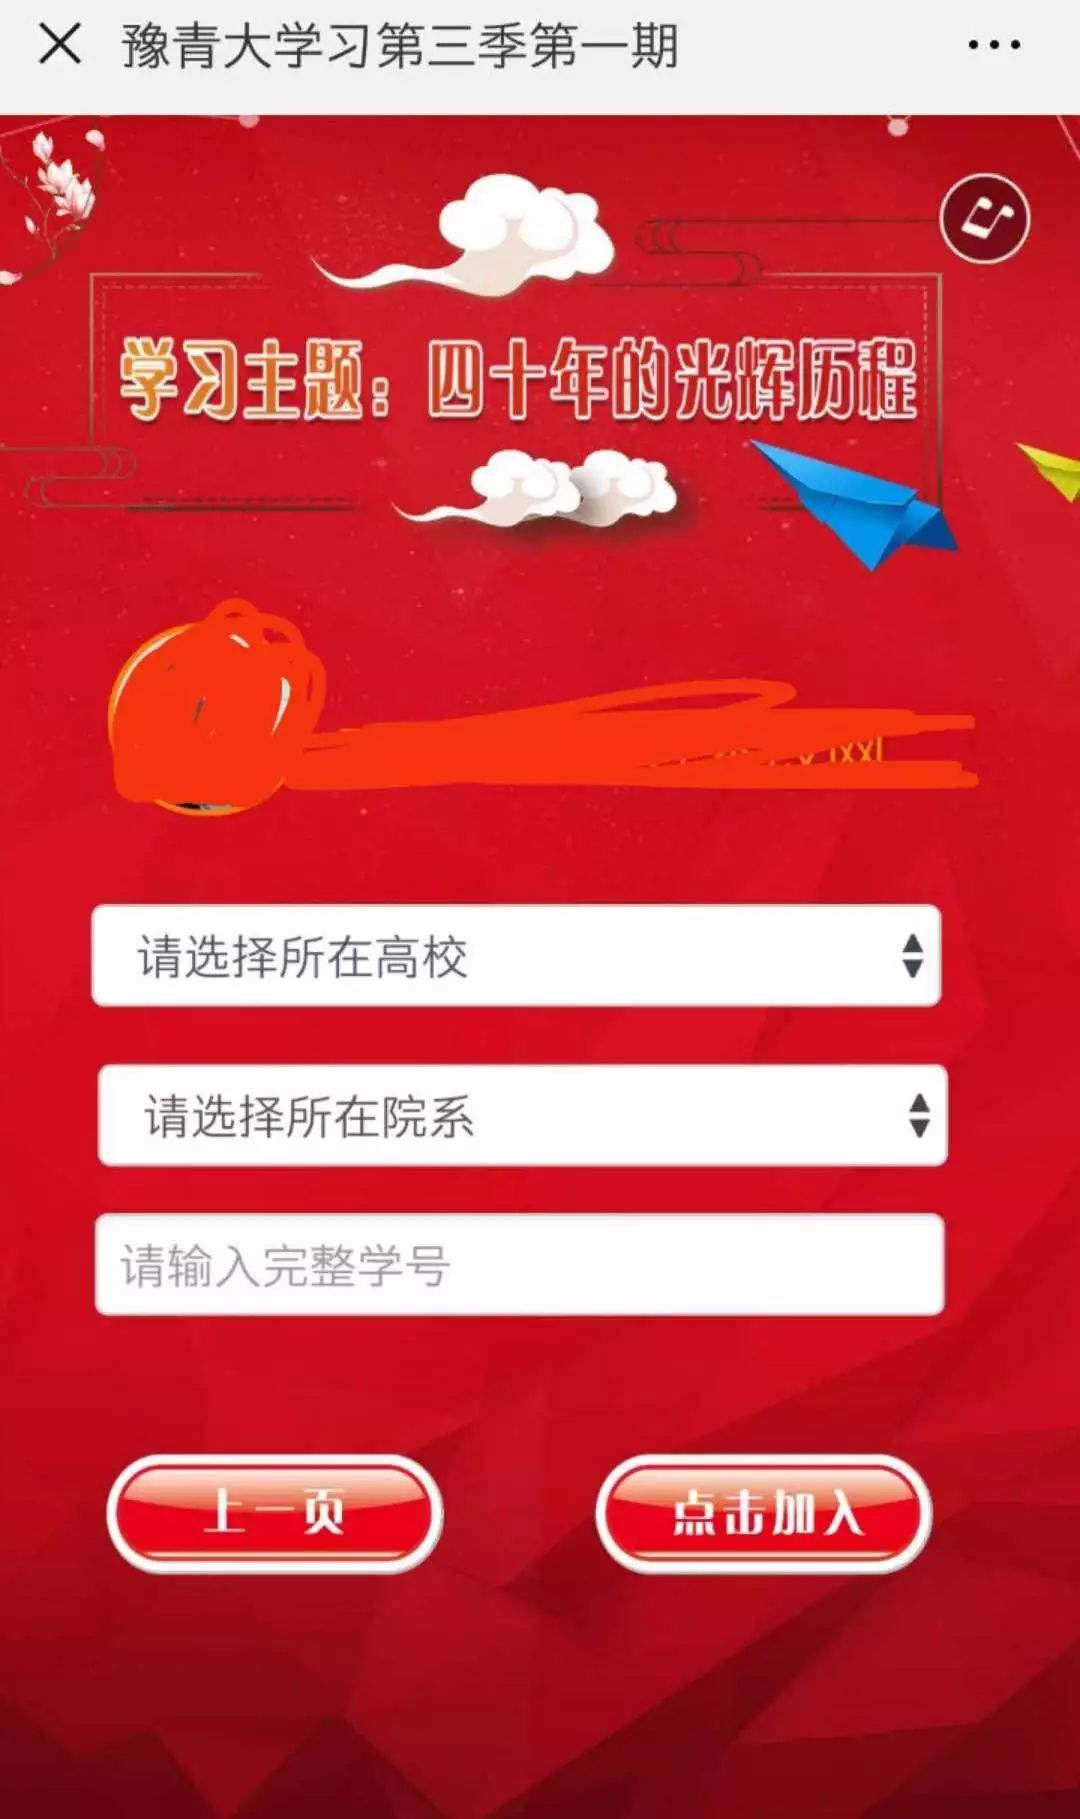 豫青大学习第三季第一期
学习主题：四十年的光辉历程
请选择所在高校
请选择所在院系
请输入完整学号
上一页
点击加入